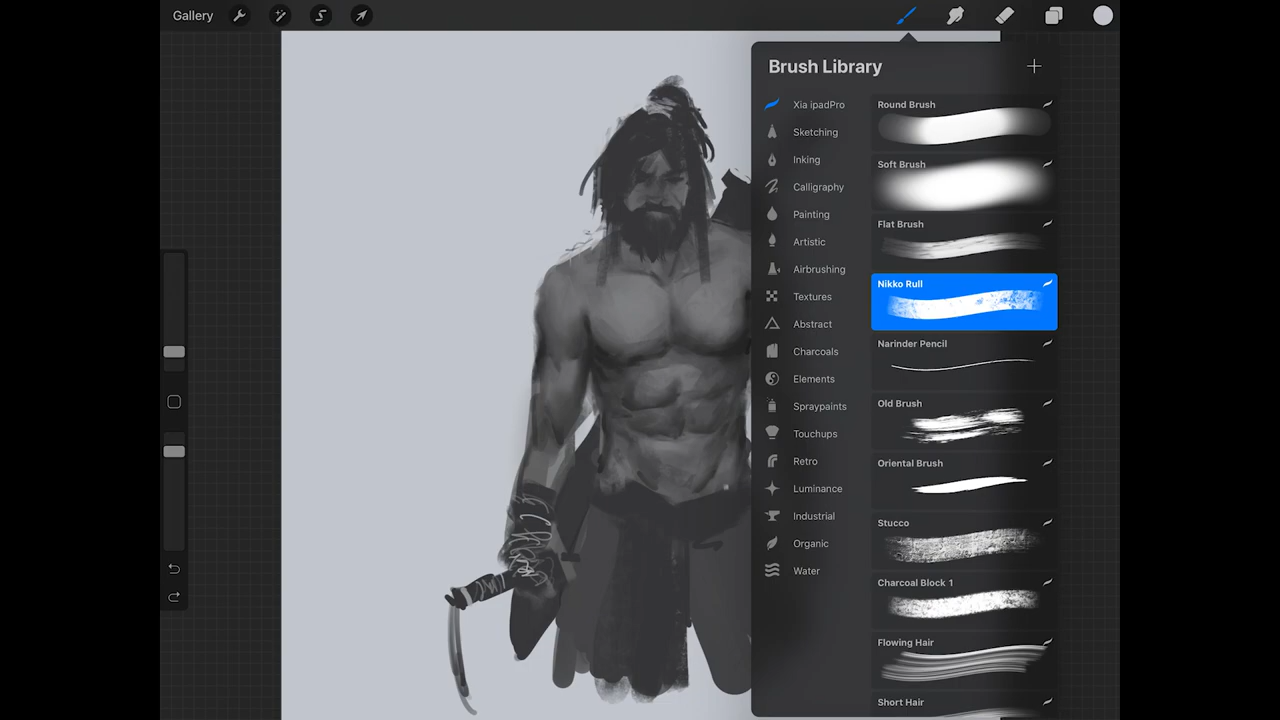 Gallery
Brush Library
Xia ipadPro
Sketching
Inking
Calligraphy
Painting
Artistic
Airbrushing
Textures
Abstract
Charcoals
Elements
Spraypaints
Touchups
Retro
Luminance
Industrial
Organic
Water
Round Brush
Soft Brush
Flat Brush
Nikko Rull
Narinder Pencil
Old Brush
Oriental Brush
Stucco
Charcoal Block 1
Flowing Hair
Short Hair